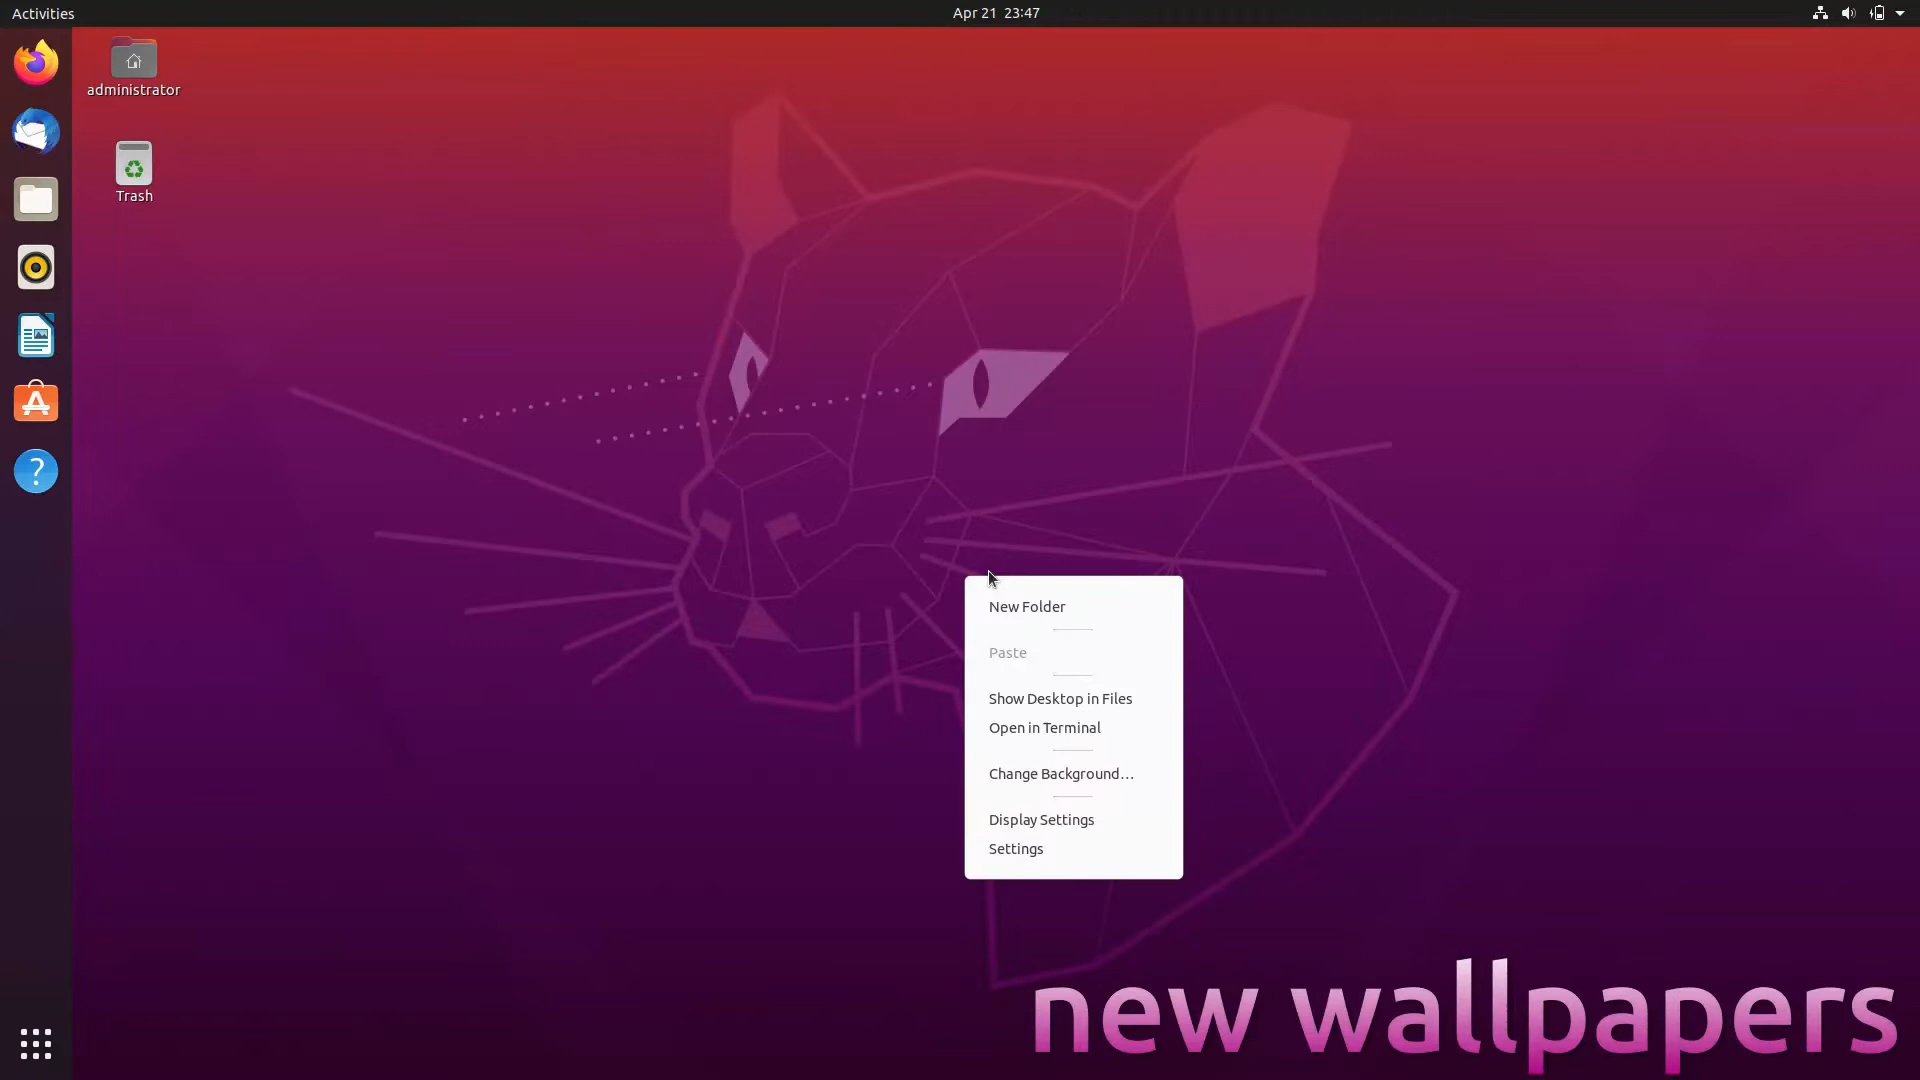 Activities
Apr 21 23:47
administrator
Trash
New Folder
Paste
Show Desktop in Files
Open in Terminal
Change Background...
Display Settings
Settings
new wallpapers